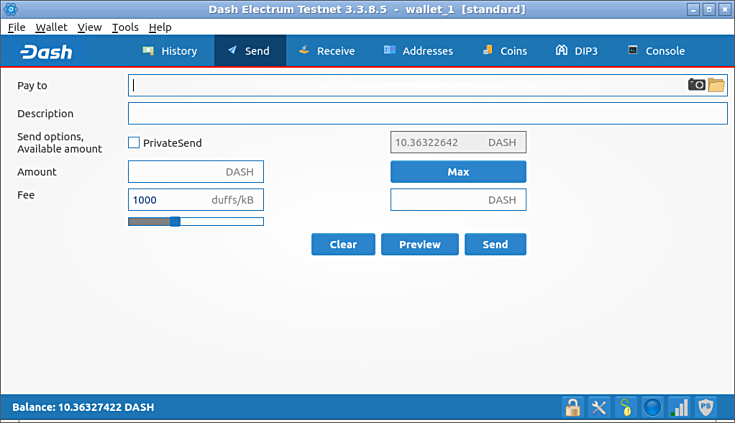 Dash Electrum Testnet 3.3.8.5 - wallet_1 [standard]
File Wallet View Tools Help
Dash History Send Receive Addresses Coins DIP3 Console
Pay to
Description
Send options,
Available amount
PrivateSend
10.36322642 DASH
Amount
DASH
Max
Fee
1000 duffs/kB
DASH
Clear Preview Send
Balance: 10.36327422 DASH
PS